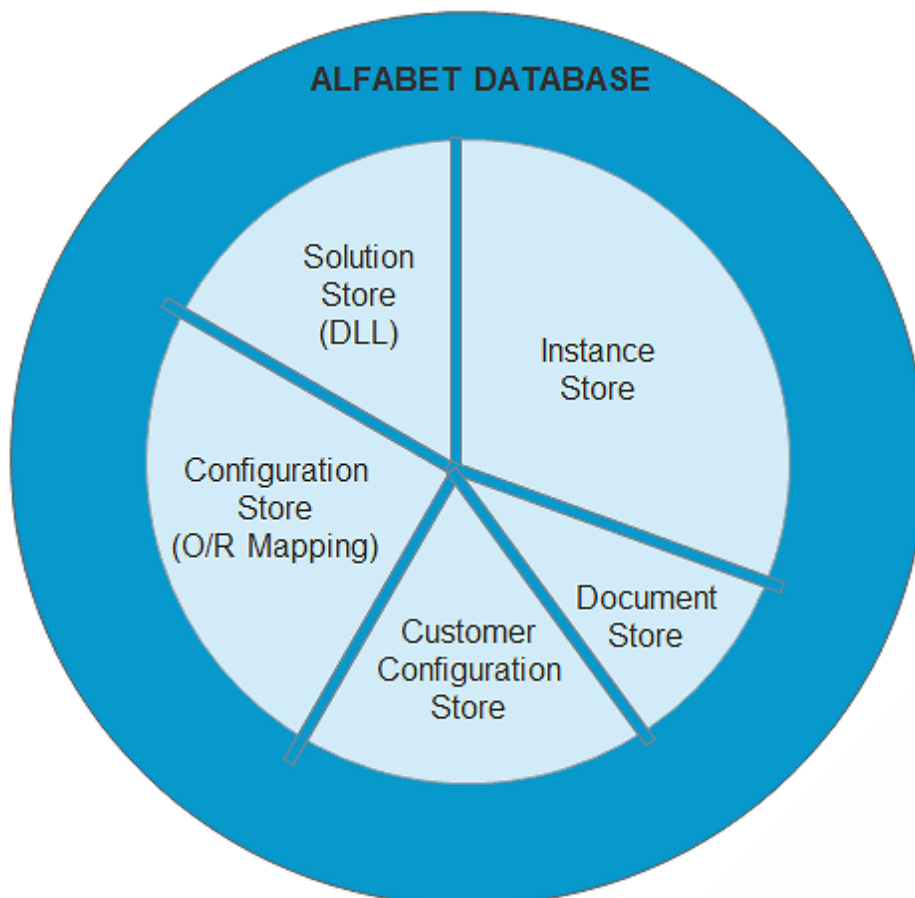 ALFABET DATABASE
Solution
Store
(DLL)
Instance
Store
Configuration
Store
(O/R Mapping)
Document
Store
Customer
Configuration
Store